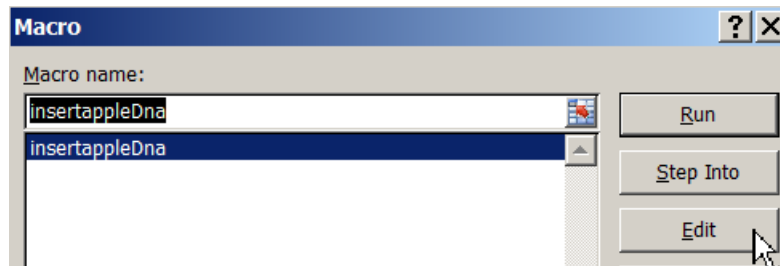 Macro
?
X
Macro name:
insertappleDna
Run
insertappleDna
Step Into
Edit